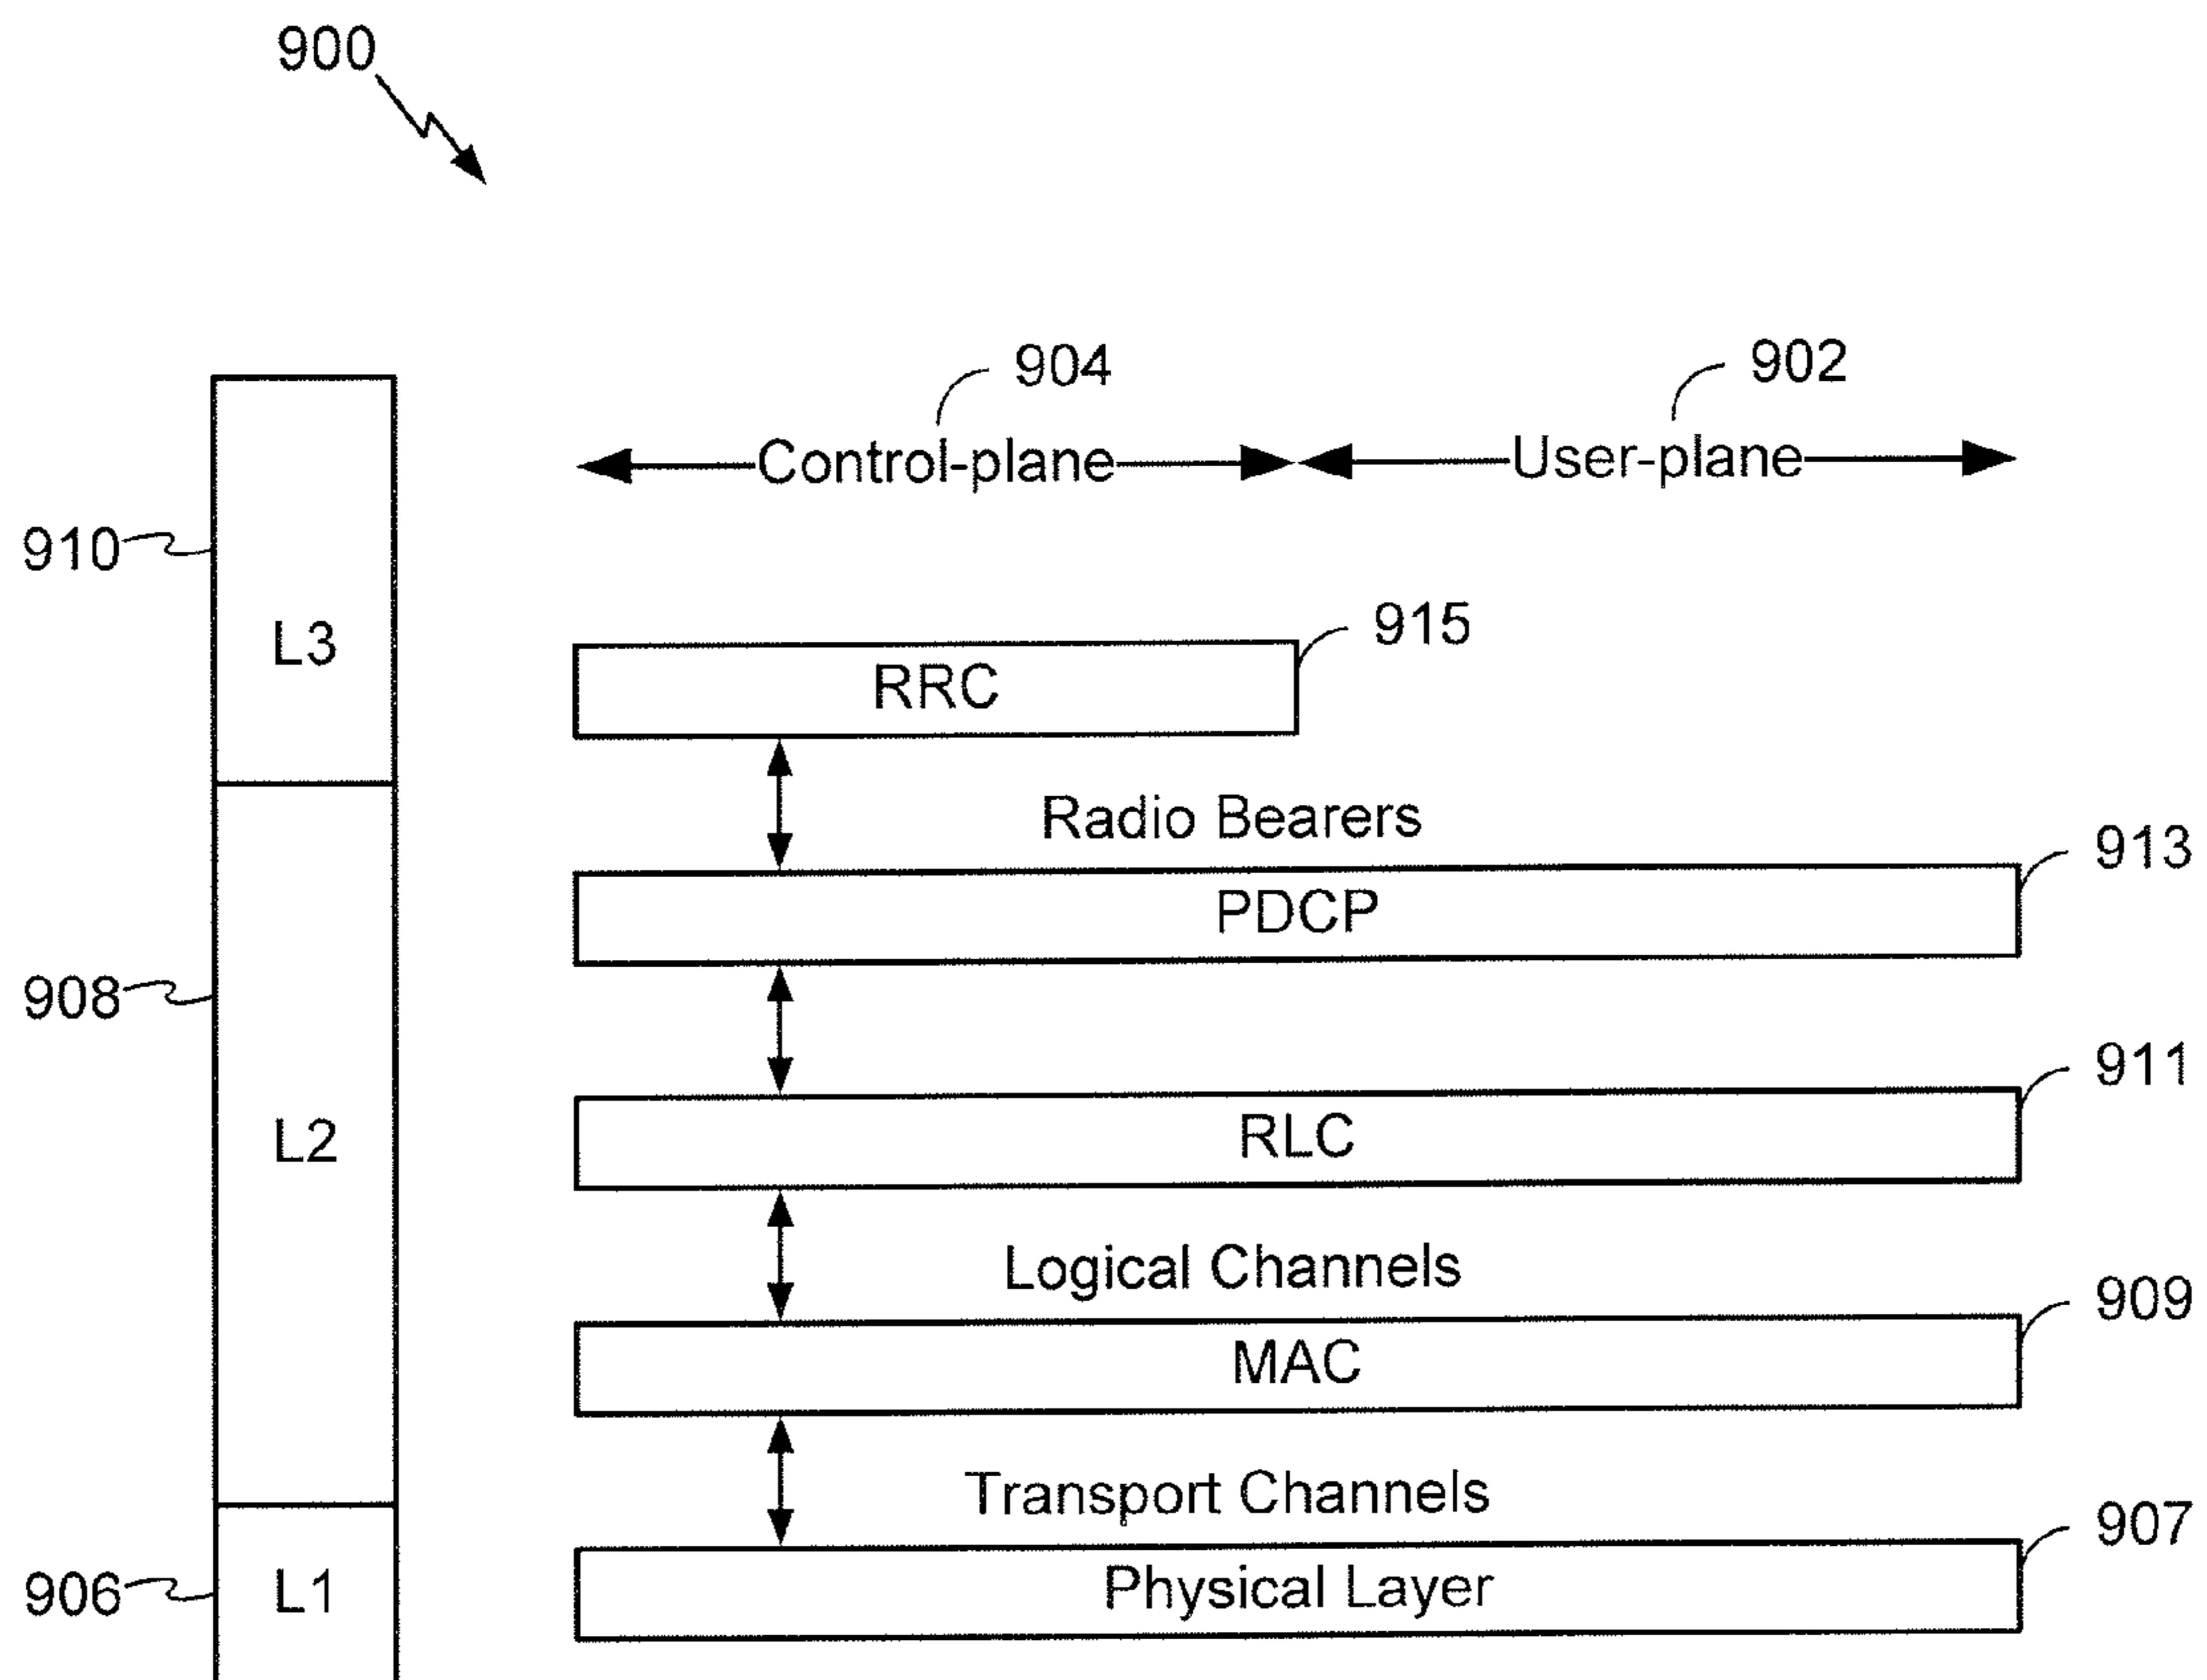 900
904
902
Control-plane
User-plane
910
L3
915
RRC
Radio Bearers
913
PDCP
908
911
L2
RLC
Logical Channels
909
MAC
Transport Channels
907
906
L1
Physical Layer